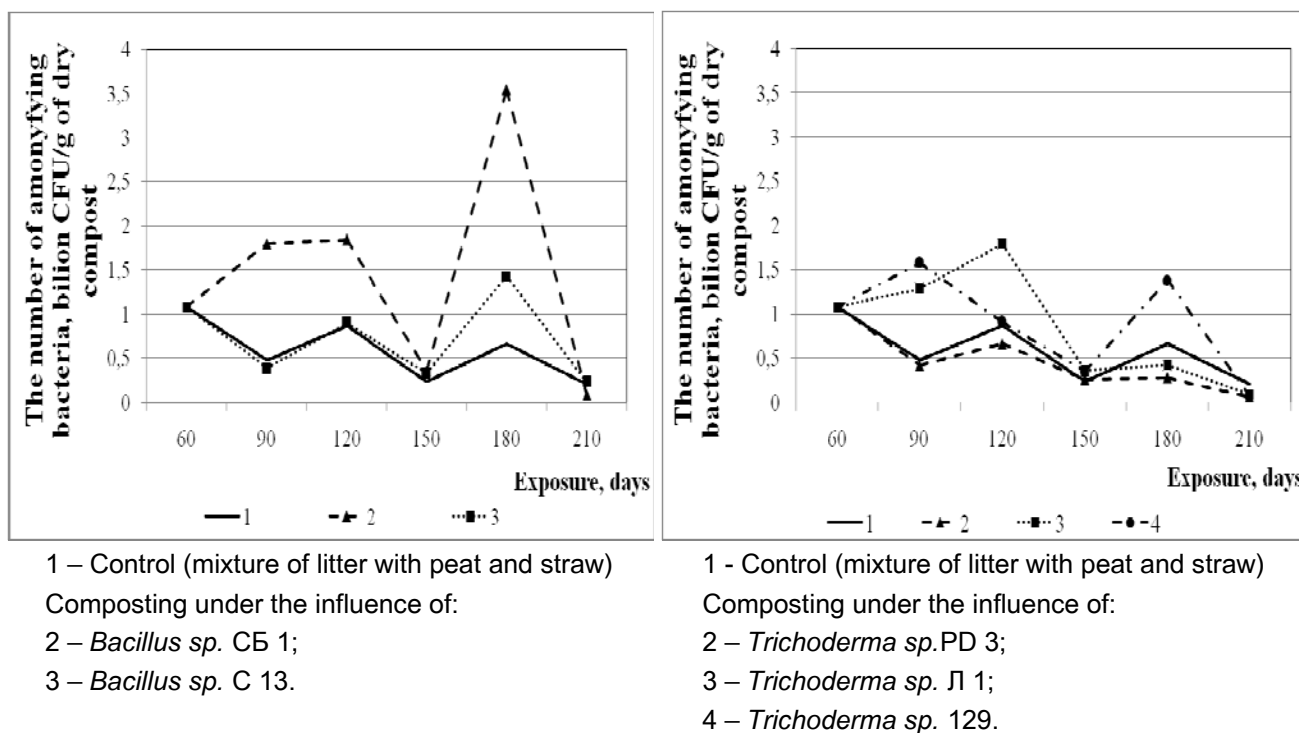 The number of amonyfying
bacteria, bilion CFU/g of dry
compost
4
3,5
3
2,5
2
1,5
1
0,5
0
60 90 120 150 180 210
Exposure, days
1 2 3
1 – Control (mixture of litter with peat and straw)
Composting under the influence of:
2 – Bacillus sp. СБ 1;
3 – Bacillus sp. С 13.
The number of amonyfying
bacteria, bilion CFU/g of dry
compost
4
3,5
3
2,5
2
1,5
1
0,5
0
60 90 120 150 180 210
Exposure, days
1 2 3 4
1 - Control (mixture of litter with peat and straw)
Composting under the influence of:
2 – Trichoderma sp.PD 3;
3 – Trichoderma sp. Л 1;
4 – Trichoderma sp. 129.